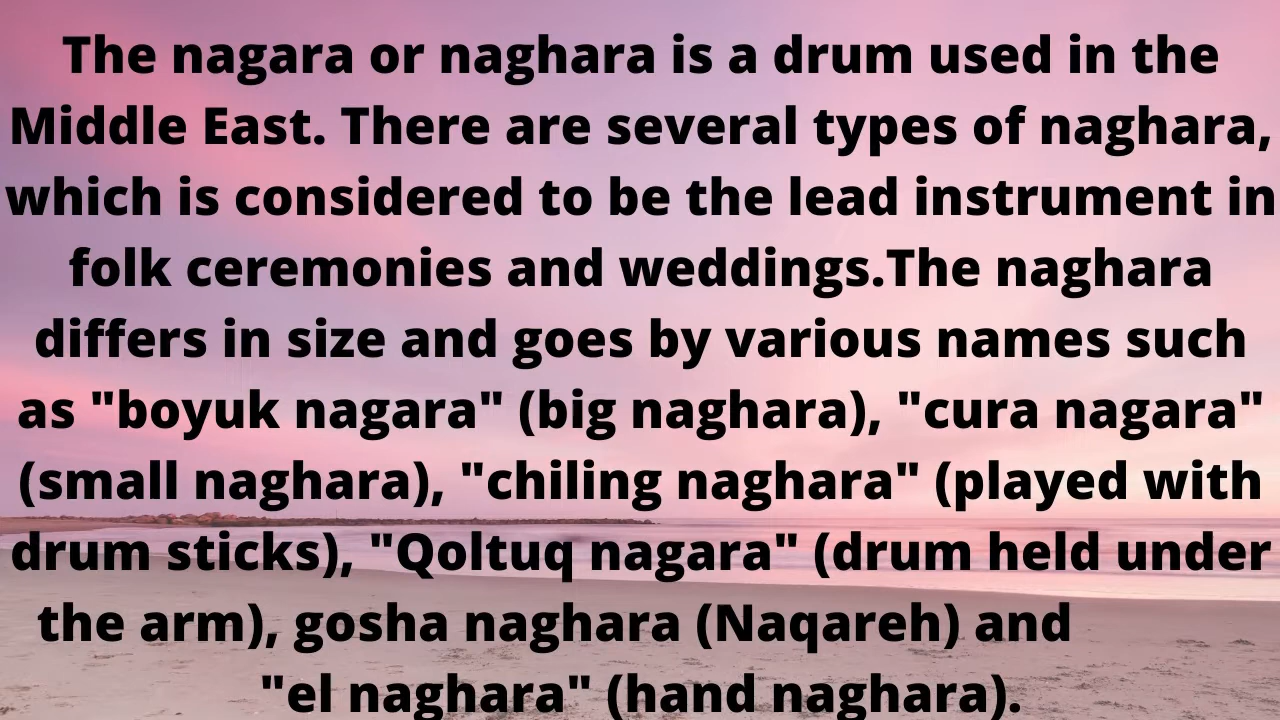 The nagara or naghara is a drum used in the
Middle East. There are several types of naghara,
which is considered to be the lead instrument in
folk ceremonies and weddings.The naghara
differs in size and goes by various names such
as "boyuk nagara" (big naghara), "cura nagara"
(small naghara), "chiling naghara" (played with
drum sticks), "Qoltuq nagara" (drum held under
the arm), gosha naghara (Naqareh) and
"el naghara" (hand naghara).